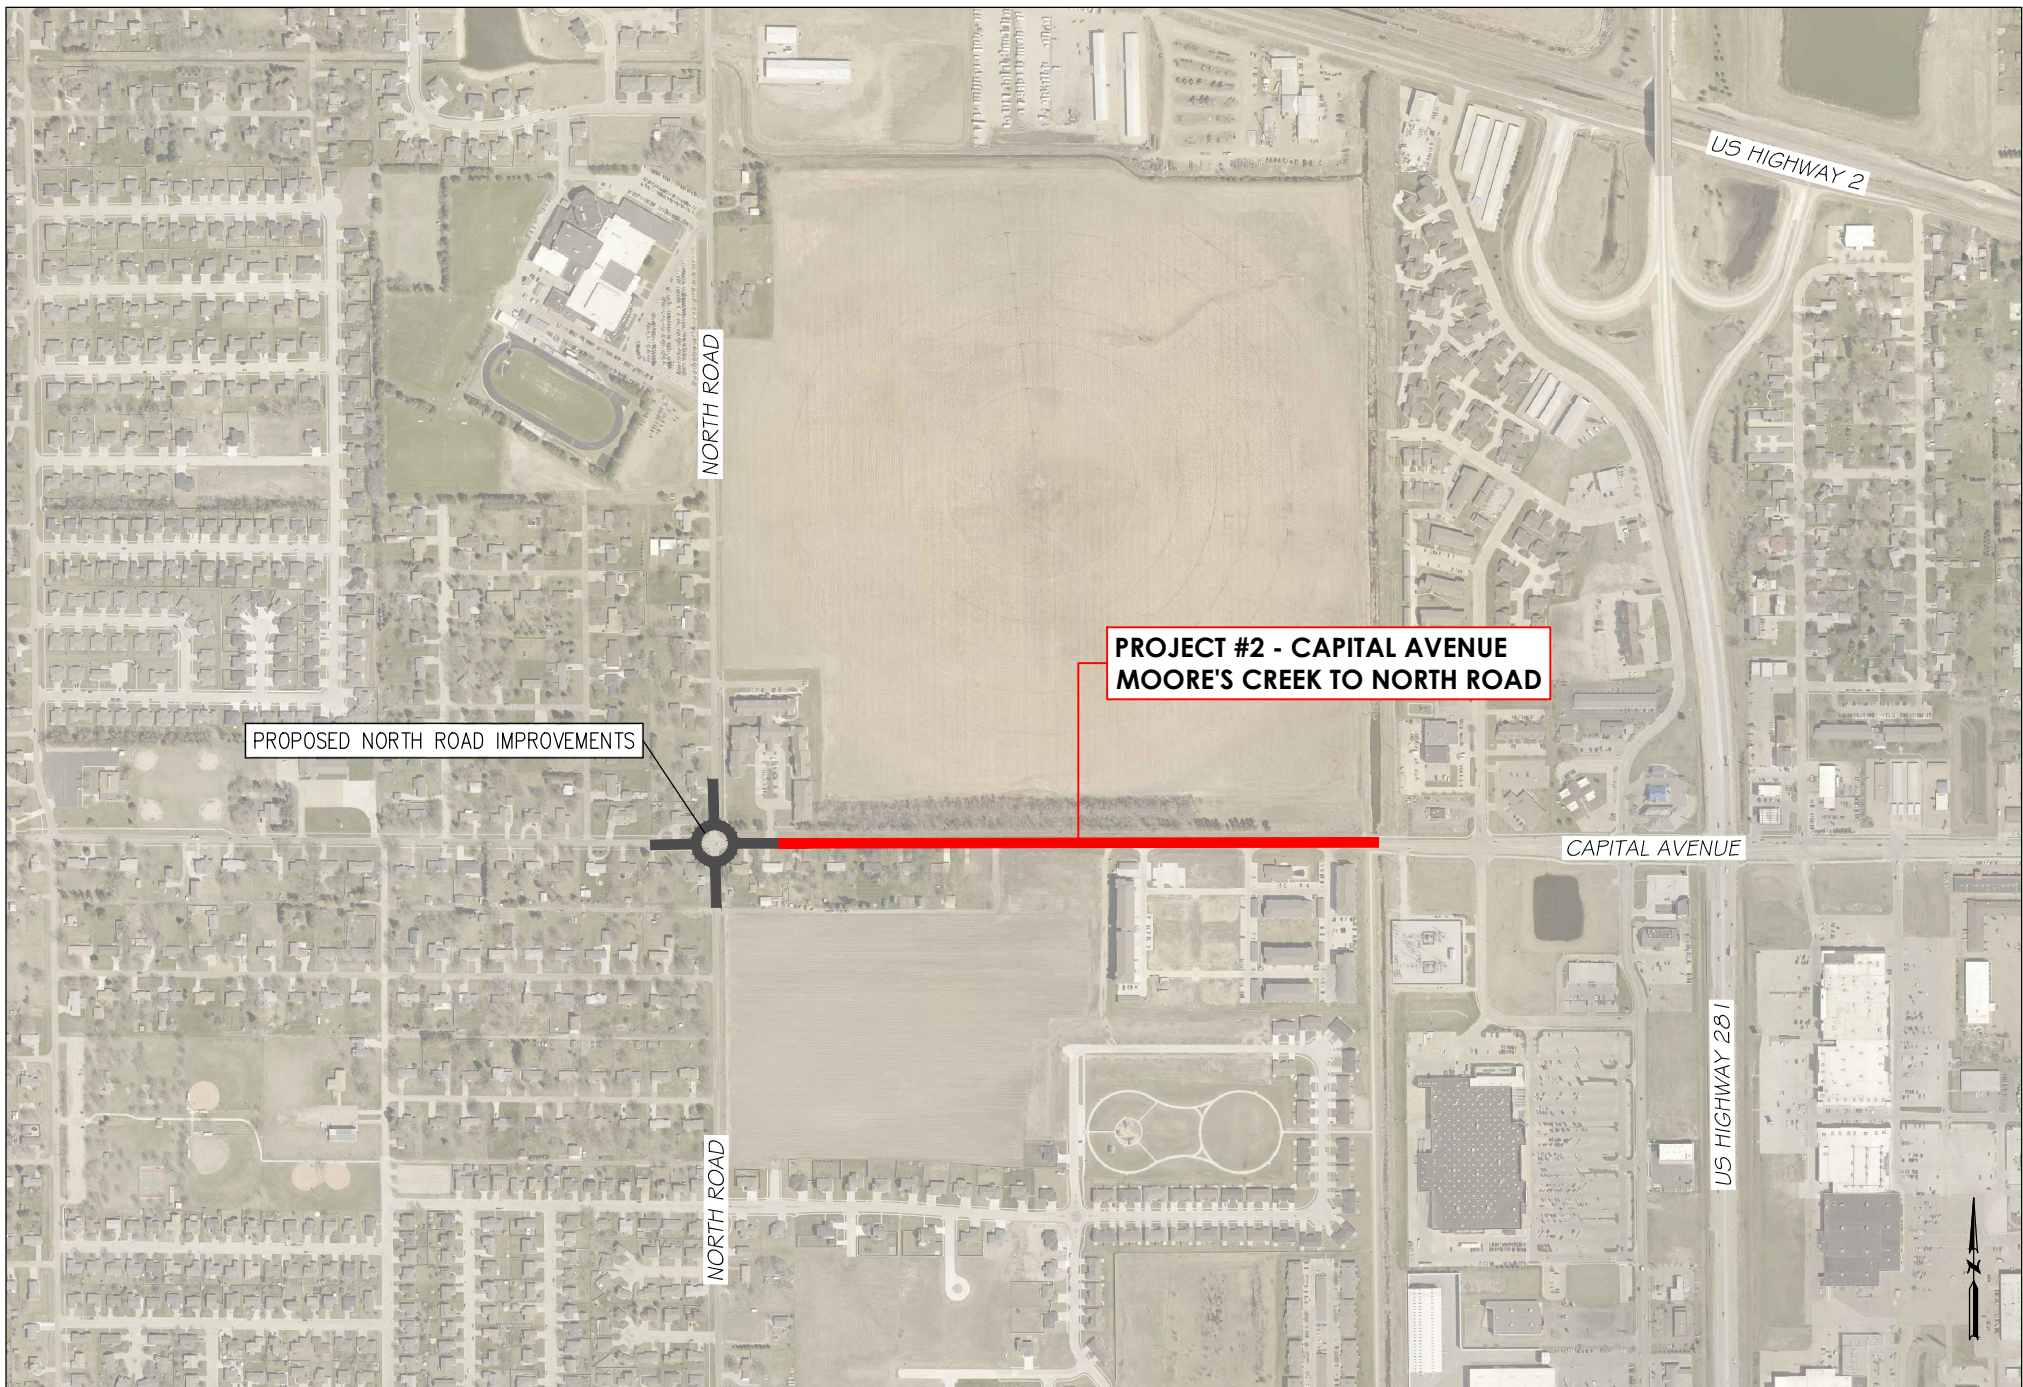 US HIGHWAY 2
NORTH ROAD
PROJECT #2 - CAPITAL AVENUE
MOORE'S CREEK TO NORTH ROAD
PROPOSED NORTH ROAD IMPROVEMENTS
CAPITAL AVENUE
US HIGHWAY 281
NORTH ROAD
N